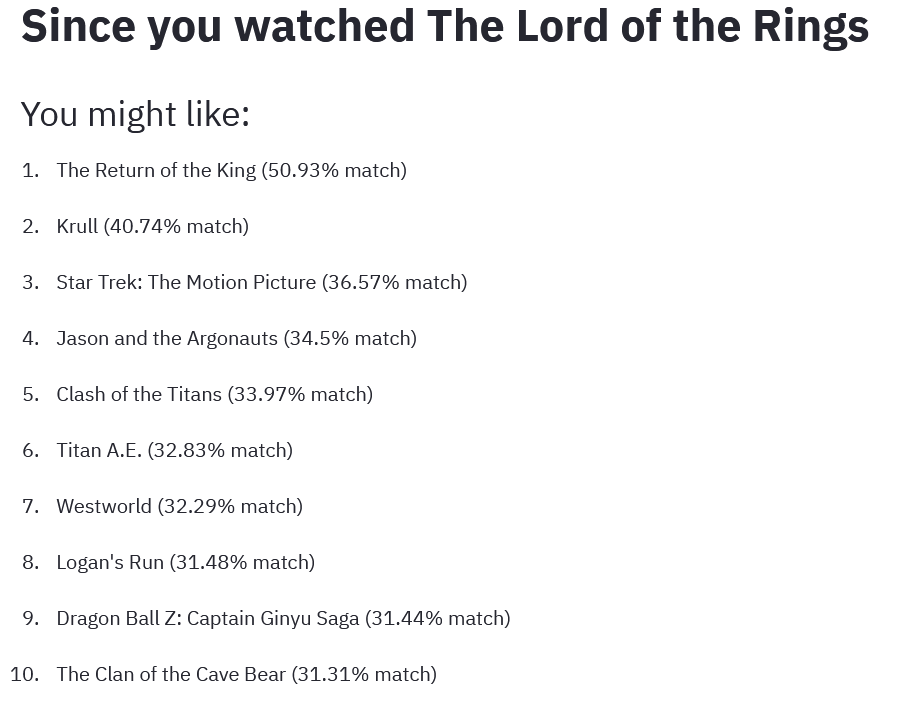 Since you watched The Lord of the Rings
You might like:
1. The Return of the King (50.93% match)
2. Krull (40.74% match)
3. Star Trek: The Motion Picture (36.57% match)
4. Jason and the Argonauts (34.5% match)
5. Clash of the Titans (33.97% match)
6. Titan A.E. (32.83% match)
7. Westworld (32.29% match)
8. Logan's Run (31.48% match)
9. Dragon Ball Z: Captain Ginyu Saga (31.44% match)
10. The Clan of the Cave Bear (31.31% match)